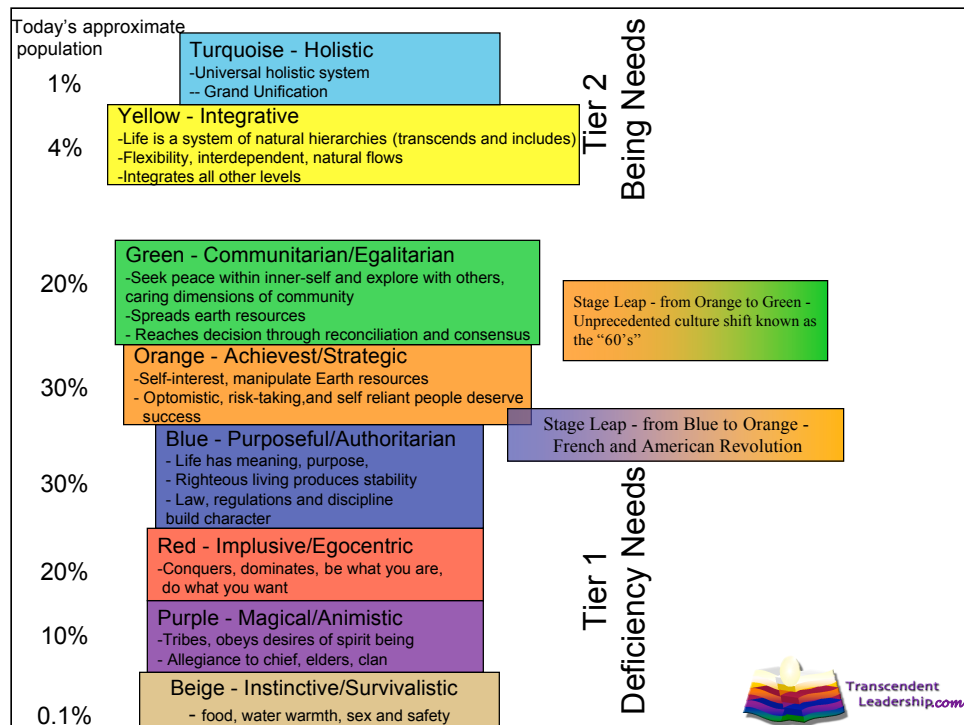 Today's approximate
population
1%
Turquoise - Holistic
-Universal holistic system
-- Grand Unification
4%
Yellow - Integrative
-Life is a system of natural hierarchies (transcends and includes)
-Flexibility, interdependent, natural flows
-Integrates all other levels
Tier 2
Being Needs
20%
Green - Communitarian/Egalitarian
-Seek peace within inner-self and explore with others,
caring dimensions of community
-Spreads earth resources
- Reaches decision through reconciliation and consensus
Stage Leap - from Orange to Green -
Unprecedented culture shift known as
the "60's"
30%
Orange - Achievest/Strategic
-Self-interest, manipulate Earth resources
- Optomistic, risk-taking,and self reliant people deserve
success
Stage Leap - from Blue to Orange -
French and American Revolution
30%
Blue - Purposeful/Authoritarian
- Life has meaning, purpose,
- Righteous living produces stability
- Law, regulations and discipline
build character
20%
Red - Implusive/Egocentric
-Conquers, dominates, be what you are,
do what you want
10%
Purple - Magical/Animistic
-Tribes, obeys desires of spirit being
- Allegiance to chief, elders, clan
0.1%
Beige - Instinctive/Survivalistic
- food, water warmth, sex and safety
Tier 1
Deficiency Needs
Transcendent
Leadership.com